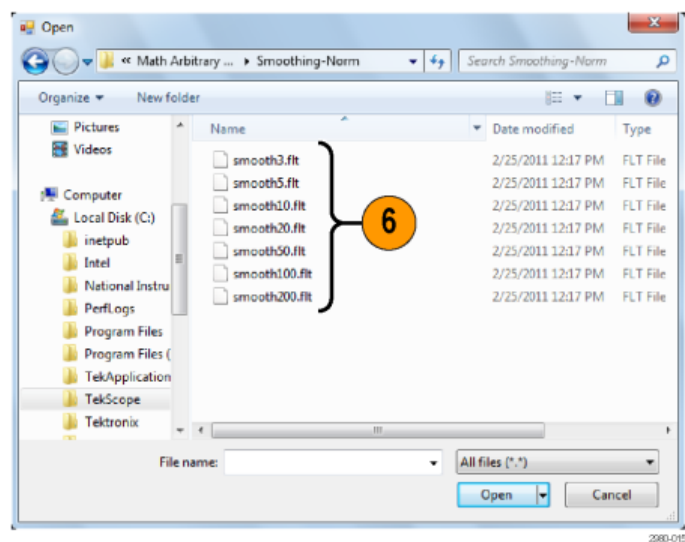 Open
« Math Arbitrary ... ▸ Smoothing-Norm
Search Smoothing-Norm
Organize
New folder
Name
Date modified
Type
Pictures
Videos
Computer
Local Disk (C:)
inetpub
Intel
National Instru
PerfLogs
Program Files
Program Files (
TekApplication
TekScope
Tektronix
smooth3.flt 2/25/2011 12:17 PM FLT File
smooth5.flt 2/25/2011 12:17 PM FLT File
smooth10.flt 2/25/2011 12:17 PM FLT File
smooth20.flt 2/25/2011 12:17 PM FLT File
smooth50.flt 2/25/2011 12:17 PM FLT File
smooth100.flt 2/25/2011 12:17 PM FLT File
smooth200.flt 2/25/2011 12:17 PM FLT File
6
File name:
All files (*.*)
Open
Cancel
2980-015